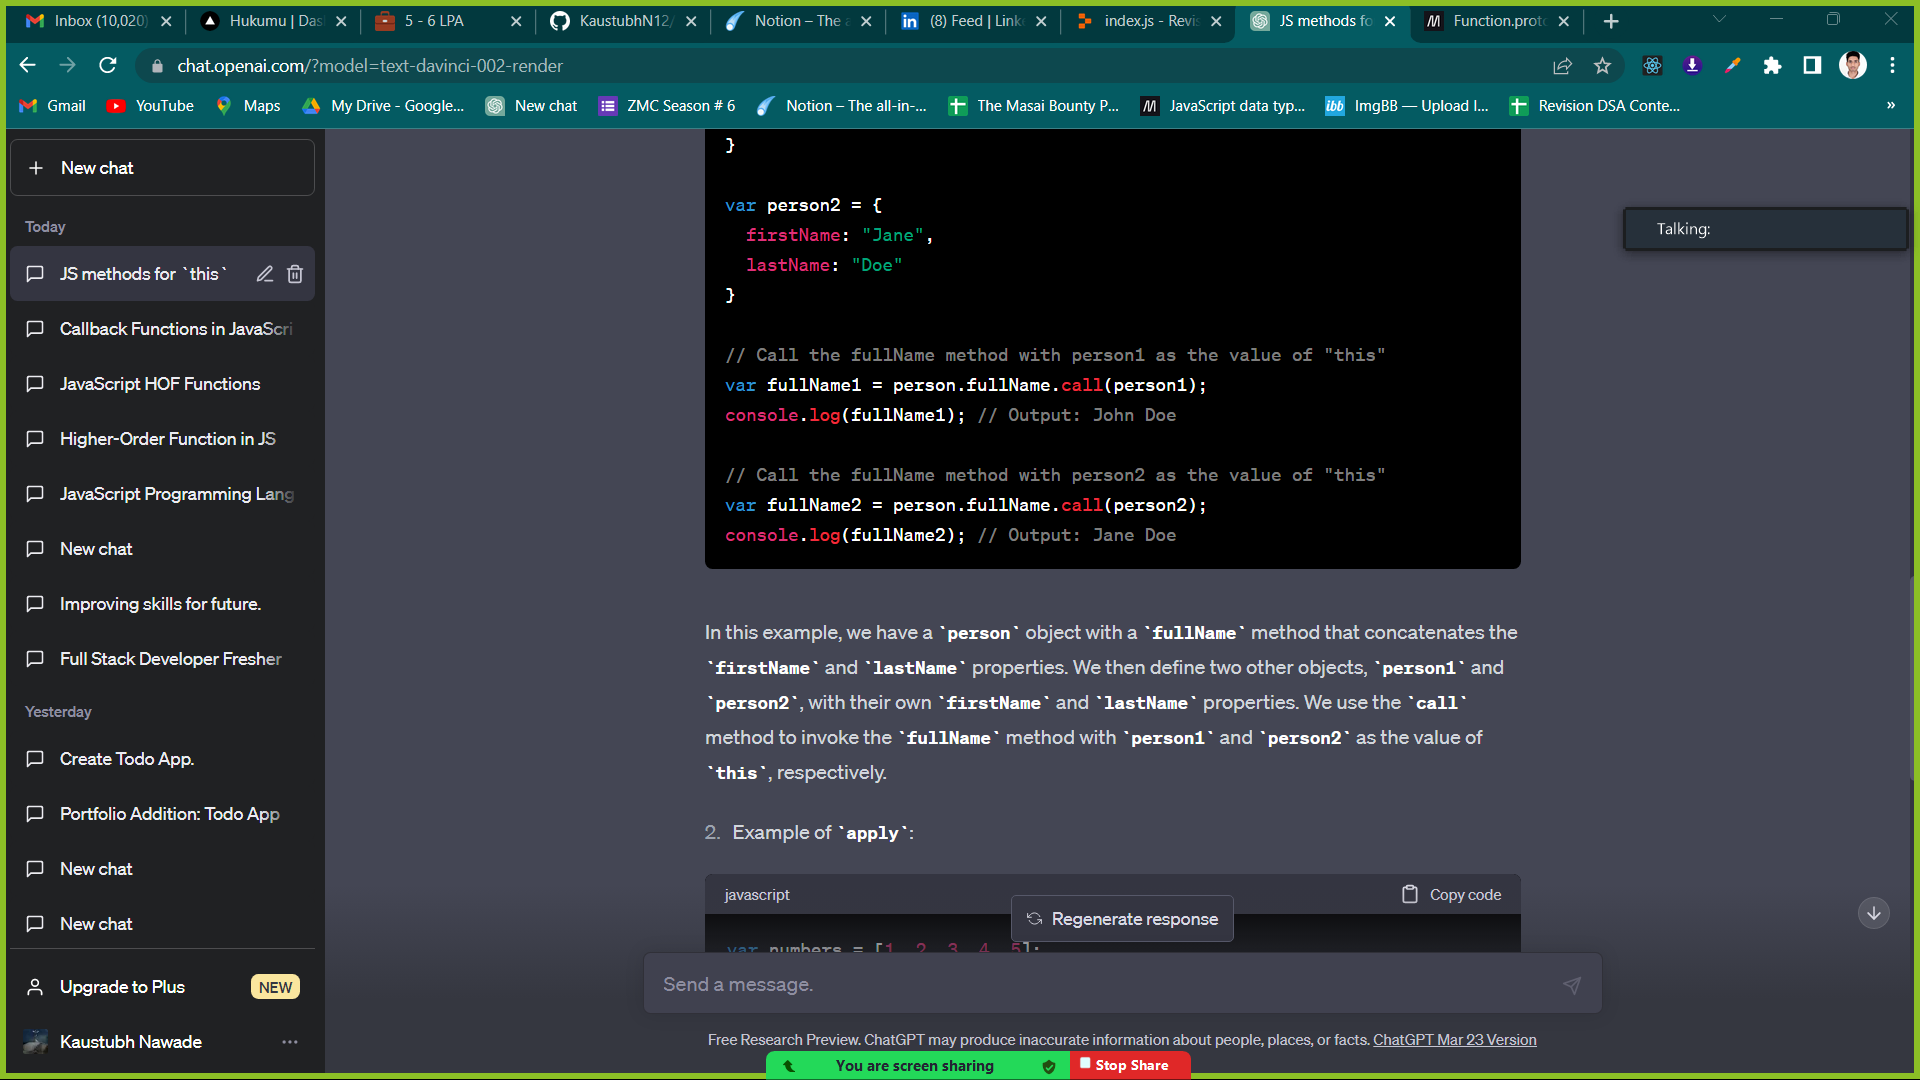 Inbox (10,020)
Hukumu | Das
5 - 6 LPA
KaustubhN12/
Notion – The a
(8) Feed | Link
index.js - Revis
JS methods fo
Function.proto
chat.openai.com/?model=text-davinci-002-render
Gmail
YouTube
Maps
My Drive - Google...
New chat
ZMC Season # 6
Notion – The all-in-...
The Masai Bounty P...
JavaScript data typ...
ibb
ImgBB — Upload I...
Revision DSA Conte...
»
New chat
Today
JS methods for `this`
Callback Functions in JavaScri
JavaScript HOF Functions
Higher-Order Function in JS
JavaScript Programming Lang
New chat
Improving skills for future.
Full Stack Developer Fresher
Yesterday
Create Todo App.
Portfolio Addition: Todo App
New chat
New chat
Upgrade to Plus
NEW
Kaustubh Nawade
}
var person2 = {
firstName: "Jane",
lastName: "Doe"
}
// Call the fullName method with person1 as the value of "this"
var fullName1 = person.fullName.call(person1);
console.log(fullName1); // Output: John Doe
// Call the fullName method with person2 as the value of "this"
var fullName2 = person.fullName.call(person2);
console.log(fullName2); // Output: Jane Doe
In this example, we have a `person` object with a `fullName` method that concatenates the
`firstName` and `lastName` properties. We then define two other objects, `person1` and
`person2`, with their own `firstName` and `lastName` properties. We use the `call`
method to invoke the `fullName` method with `person1` and `person2` as the value of
`this`, respectively.
2. Example of `apply`:
javascript
Copy code
var numbers = [1, 2, 3, 4, 5];
Regenerate response
Send a message.
Free Research Preview. ChatGPT may produce inaccurate information about people, places, or facts. ChatGPT Mar 23 Version
You are screen sharing
Stop Share
Talking: